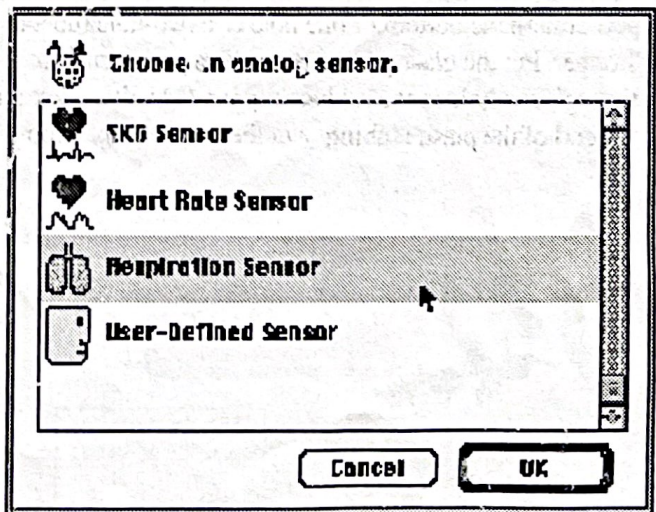 Choose an analog sensor.
EKG Sensor
Heart Rate Sensor
Respiration Sensor
User-Defined Sensor
Cancel
OK